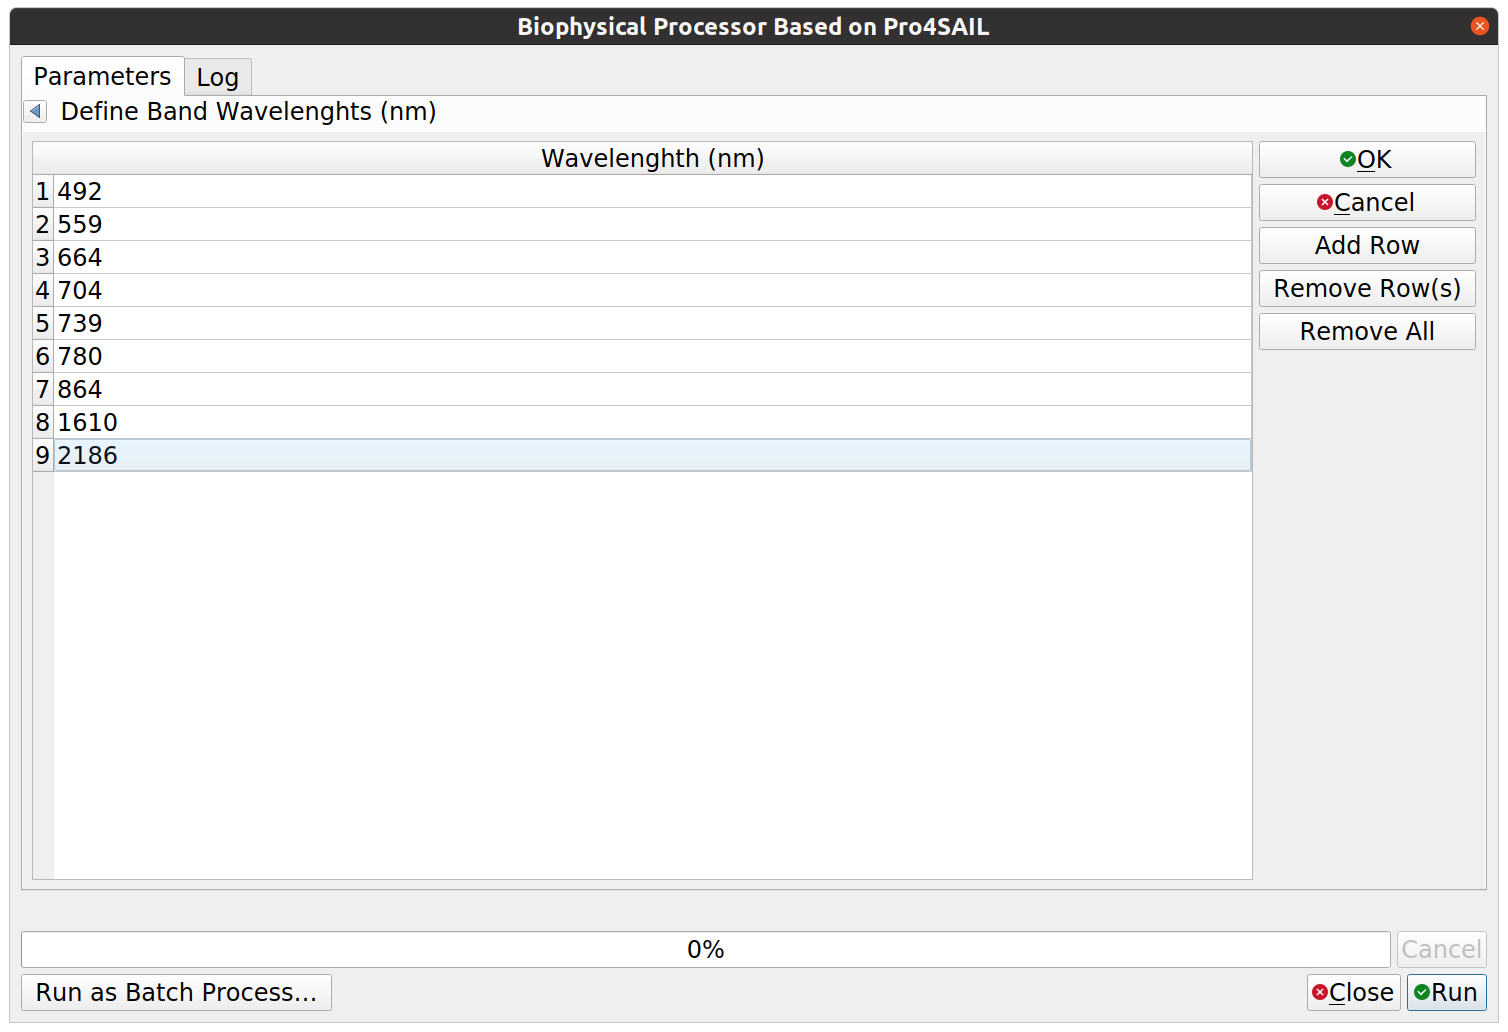 Biophysical Processor Based on Pro4SAIL
Parameters Log
Define Band Wavelenghts (nm)
Wavelenghth (nm)
1 492
2 559
3 664
4 704
5 739
6 780
7 864
8 1610
9 2186
OK
Cancel
Add Row
Remove Row(s)
Remove All
0% Cancel
Run as Batch Process... Close Run